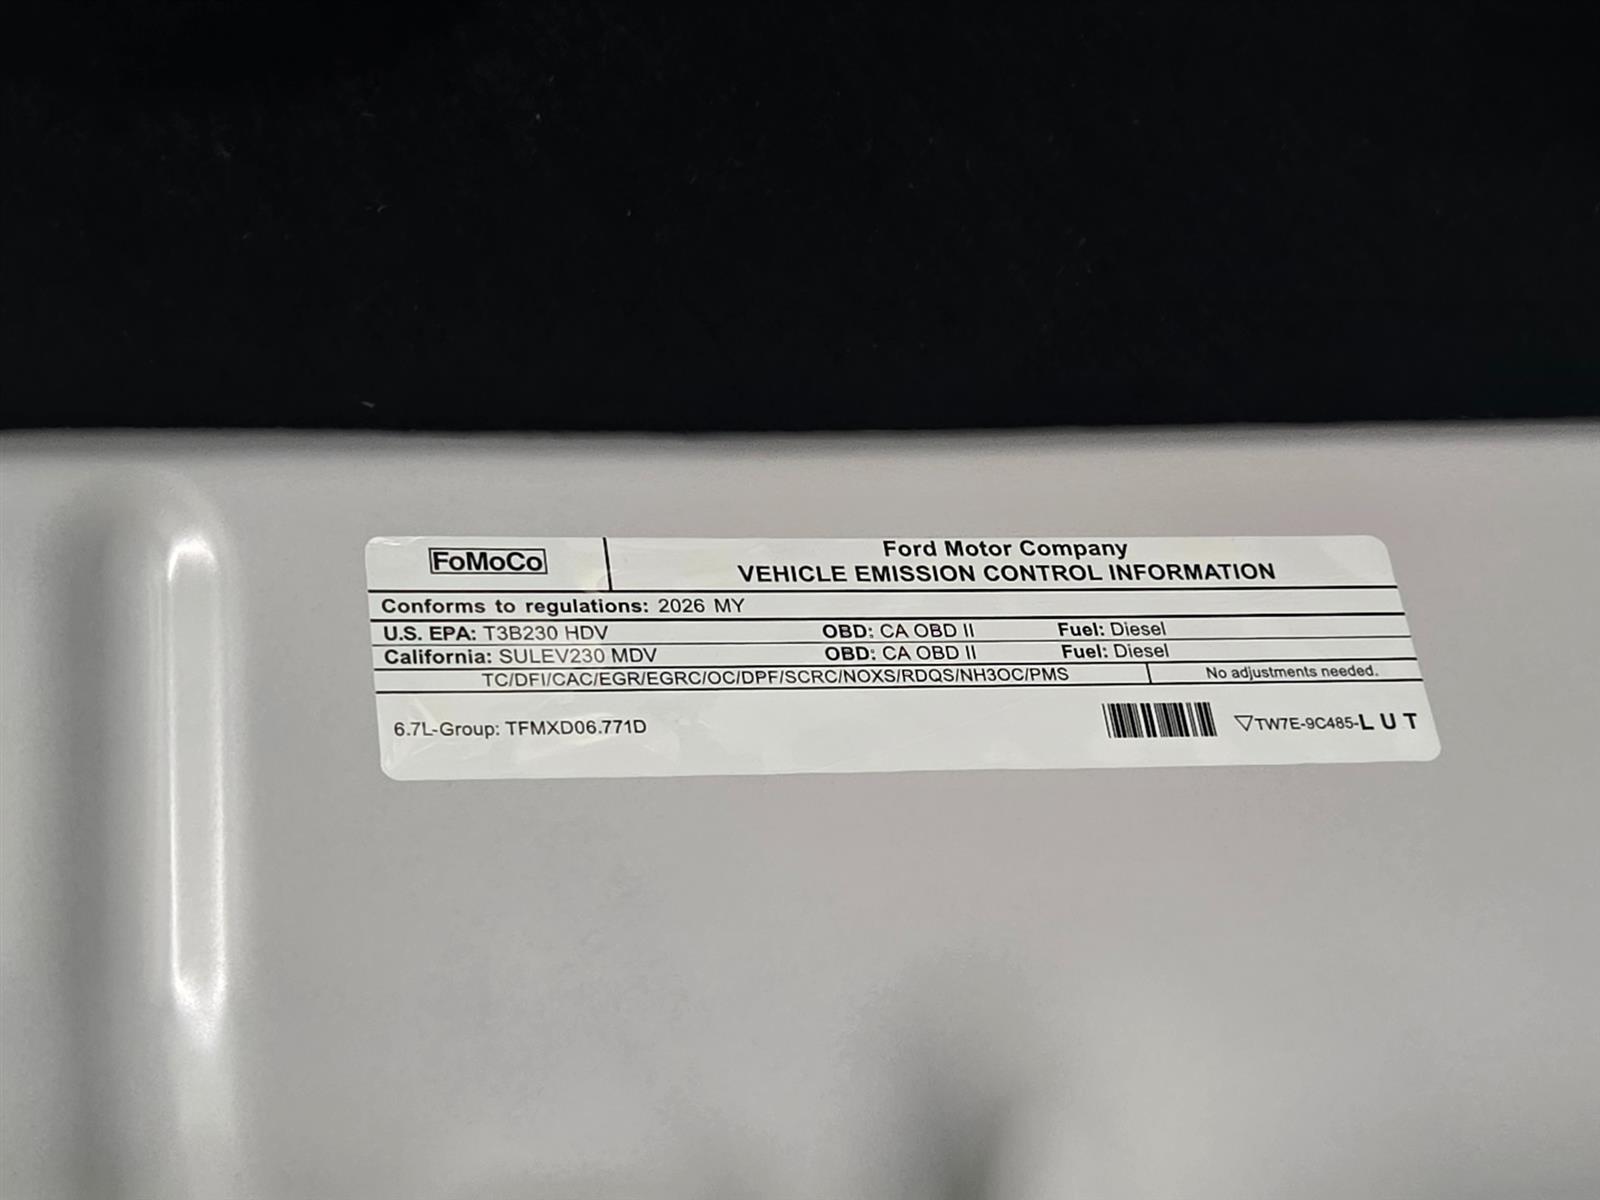 FoMoCo
Ford Motor Company
VEHICLE EMISSION CONTROL INFORMATION
Conforms to regulations: 2026 MY
U.S. EPA: T3B230 HDV OBD: CA OBD II Fuel: Diesel
California: SULEV230 MDV OBD: CA OBD II Fuel: Diesel
TC/DFI/CAC/EGR/EGRC/OC/DPF/SCRC/NOXS/RDQS/NH3OC/PMS No adjustments needed.
6.7L-Group: TFMXD06.771D ▽TW7E-9C485-L U T